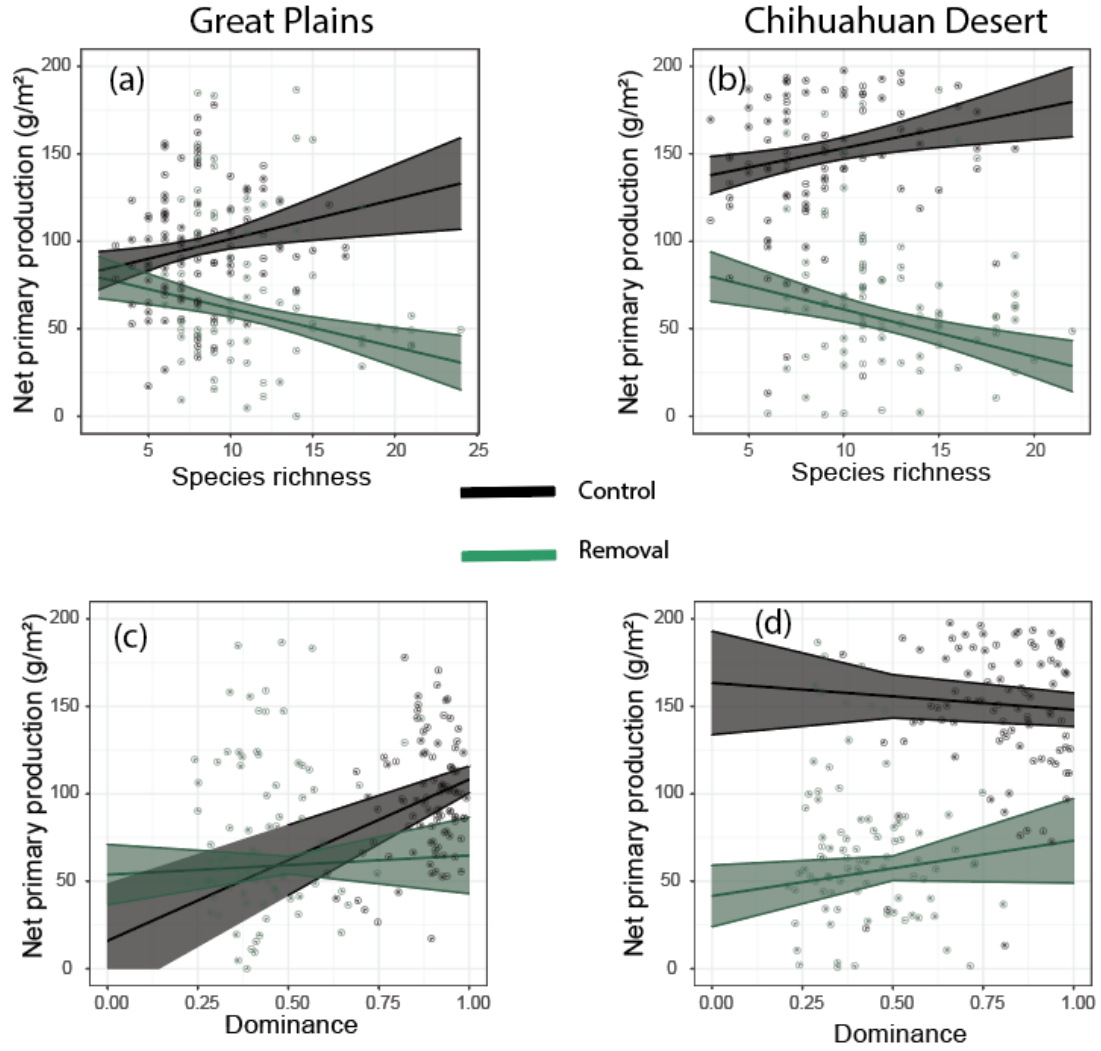 Great Plains
Chihuahuan Desert
(a)
Net primary production (g/m²)
200
150
100
50
0
5
10
15
20
25
Species richness
(b)
Net primary production (g/m²)
200
150
100
50
0
5
10
15
20
Species richness
Control
Removal
(c)
Net primary production (g/m²)
200
150
100
50
0
0.00
0.25
0.50
0.75
1.00
Dominance
(d)
Net primary production (g/m²)
200
150
100
50
0
0.00
0.25
0.50
0.75
1.00
Dominance